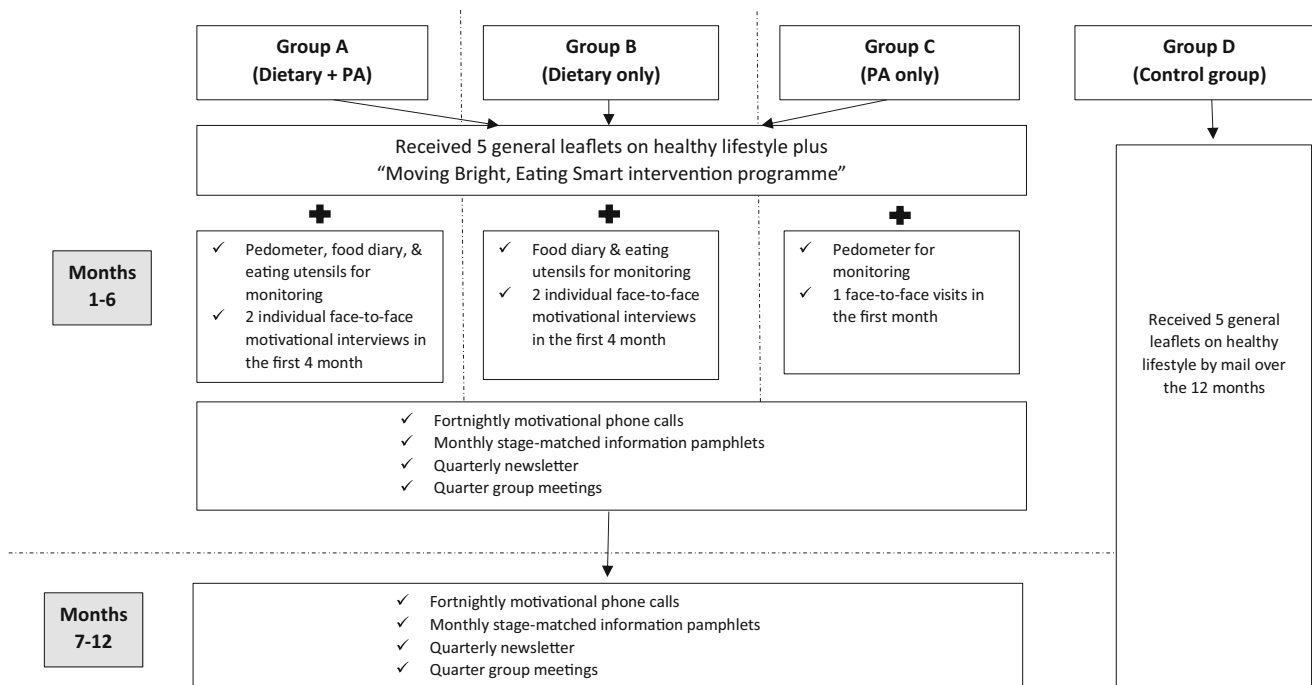 Group A
(Dietary + PA)
Group B
(Dietary only)
Group C
(PA only)
Group D
(Control group)
Received 5 general leaflets on healthy lifestyle plus
“Moving Bright, Eating Smart intervention programme”
Months
1-6
✓ Pedometer, food diary, &
eating utensils for
monitoring
✓ 2 individual face-to-face
motivational interviews in
the first 4 month
✓ Food diary & eating
utensils for monitoring
✓ 2 individual face-to-face
motivational interviews in
the first 4 month
✓ Pedometer for
monitoring
✓ 1 face-to-face visits in
the first month
Received 5 general
leaflets on healthy
lifestyle by mail over
the 12 months
✓ Fortnightly motivational phone calls
✓ Monthly stage-matched information pamphlets
✓ Quarterly newsletter
✓ Quarter group meetings
Months
7-12
✓ Fortnightly motivational phone calls
✓ Monthly stage-matched information pamphlets
✓ Quarterly newsletter
✓ Quarter group meetings